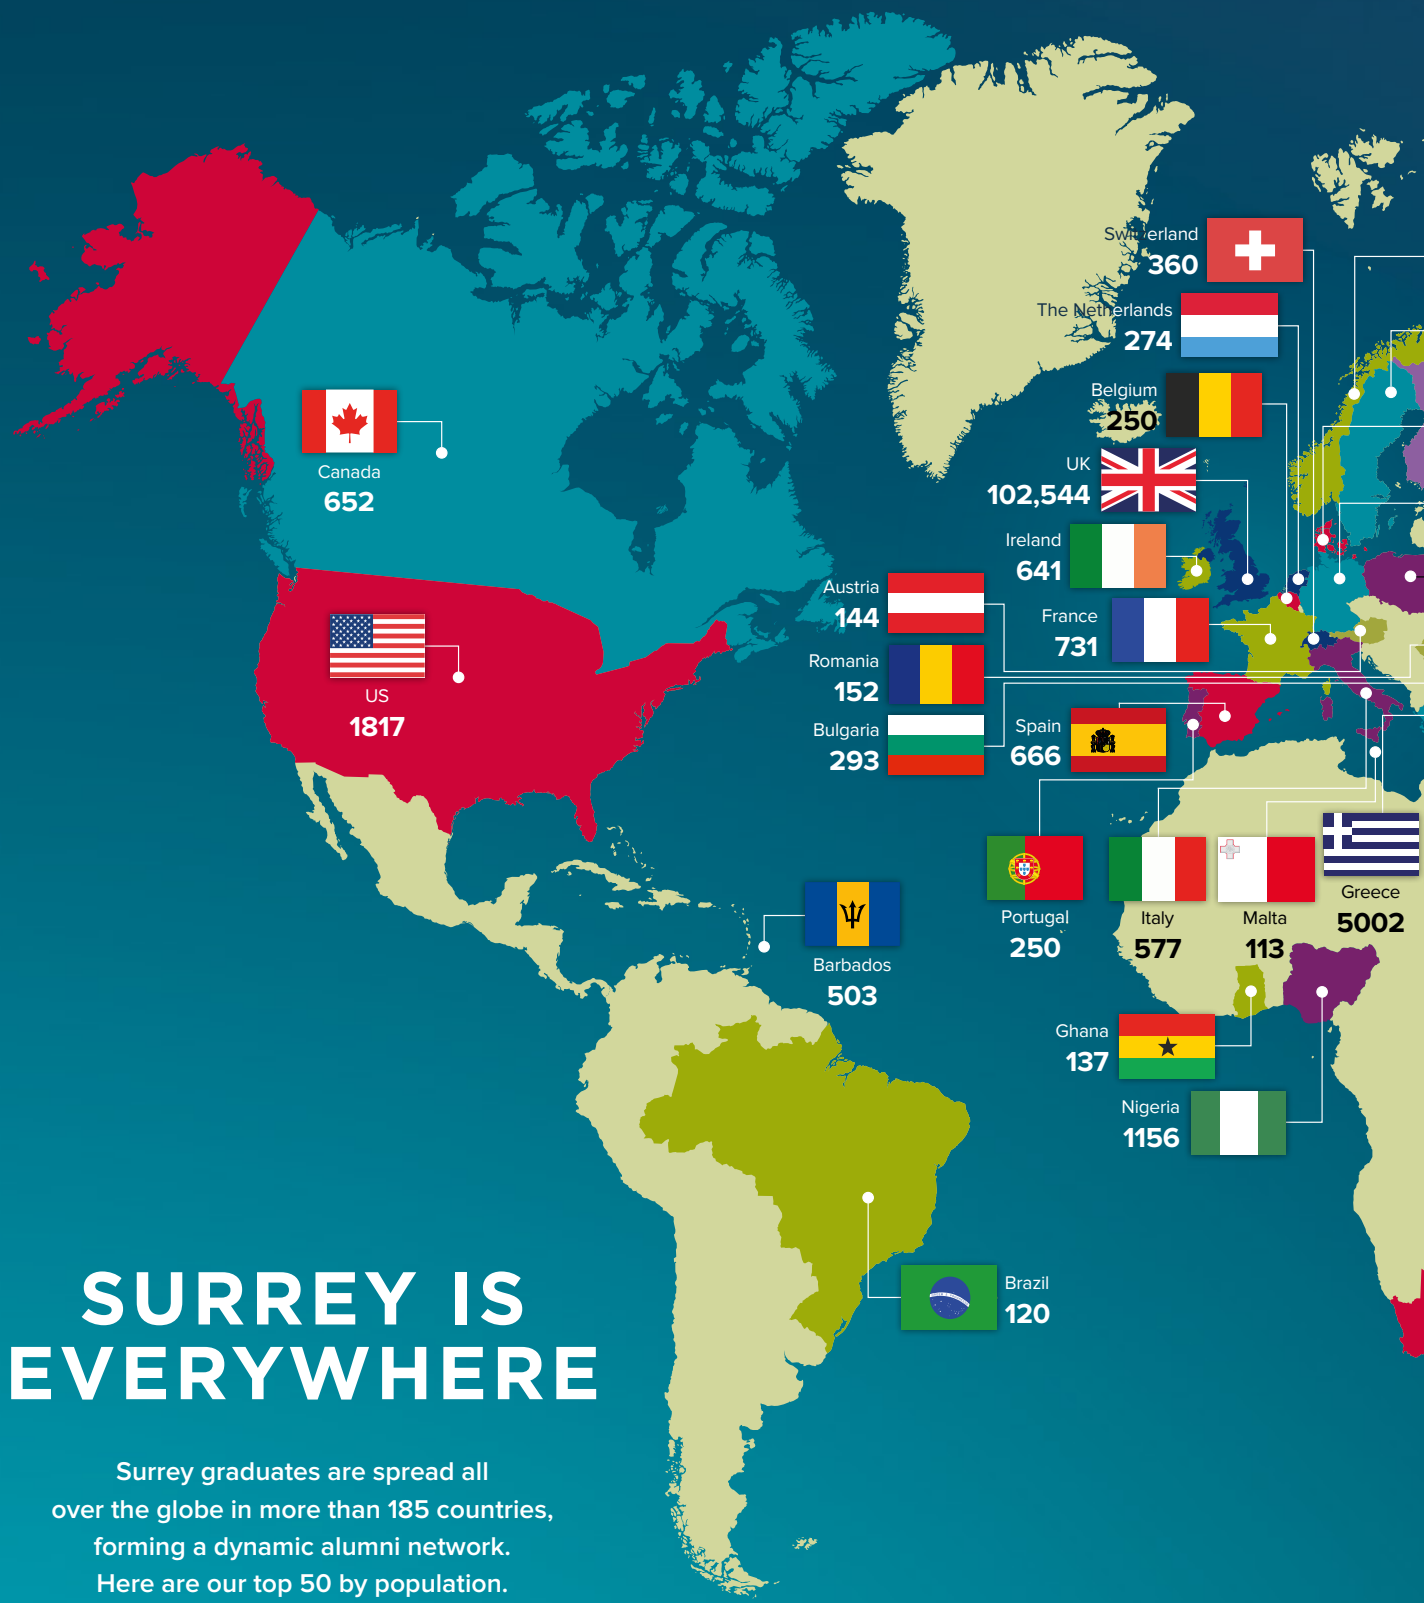 Switzerland
360
The Netherlands
274
Belgium
250
UK
102,544
Ireland
641
Canada
652
Austria
144
France
731
Romania
152
US
1817
Bulgaria
293
Spain
666
Portugal
250
Italy
577
Malta
113
Greece
5002
Barbados
503
Ghana
137
Nigeria
1156
Brazil
120
SURREY IS
EVERYWHERE
Surrey graduates are spread all
over the globe in more than 185 countries,
forming a dynamic alumni network.
Here are our top 50 by population.